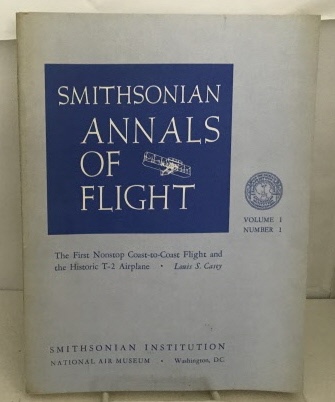 SMITHSONIAN
ANNALS
OF
FLIGHT
VOLUME I
NUMBER 1
The First Nonstop Coast-to-Coast Flight and
the Historic T-2 Airplane • Louis S. Casey
SMITHSONIAN INSTITUTION
NATIONAL AIR MUSEUM • Washington, DC